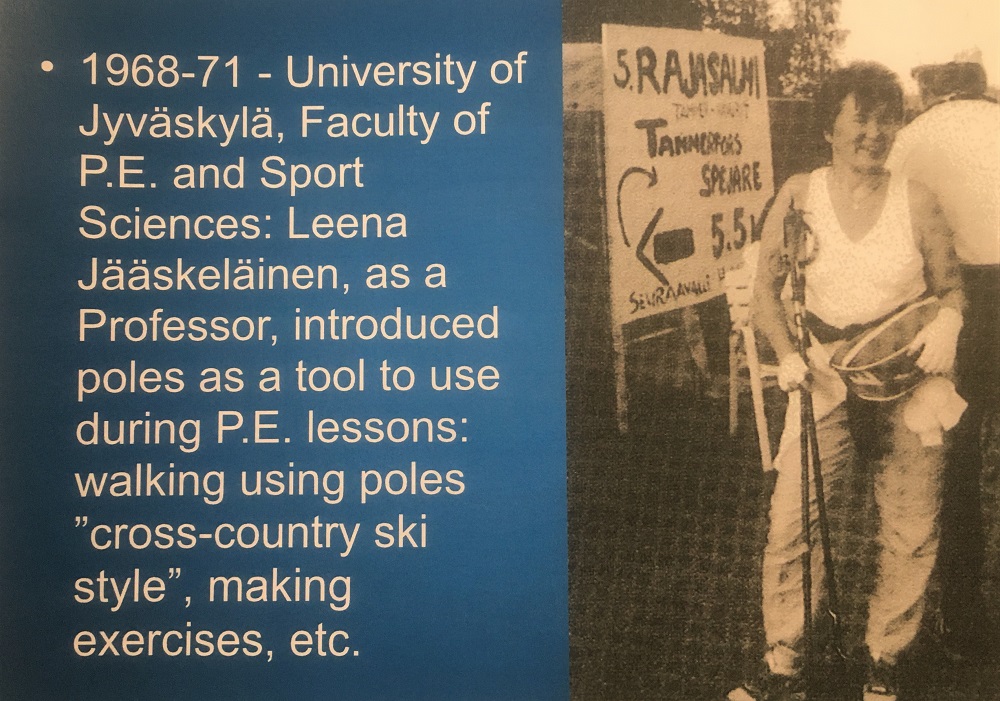 • 1968-71 - University of
Jyväskylä, Faculty of
P.E. and Sport
Sciences: Leena
Jääskeläinen, as a
Professor, introduced
poles as a tool to use
during P.E. lessons:
walking using poles
”cross-country ski
style”, making
exercises, etc.
5. RAJASALMI
TAMMERFORS
SPEJARE
5.5
SEURAAVALLE